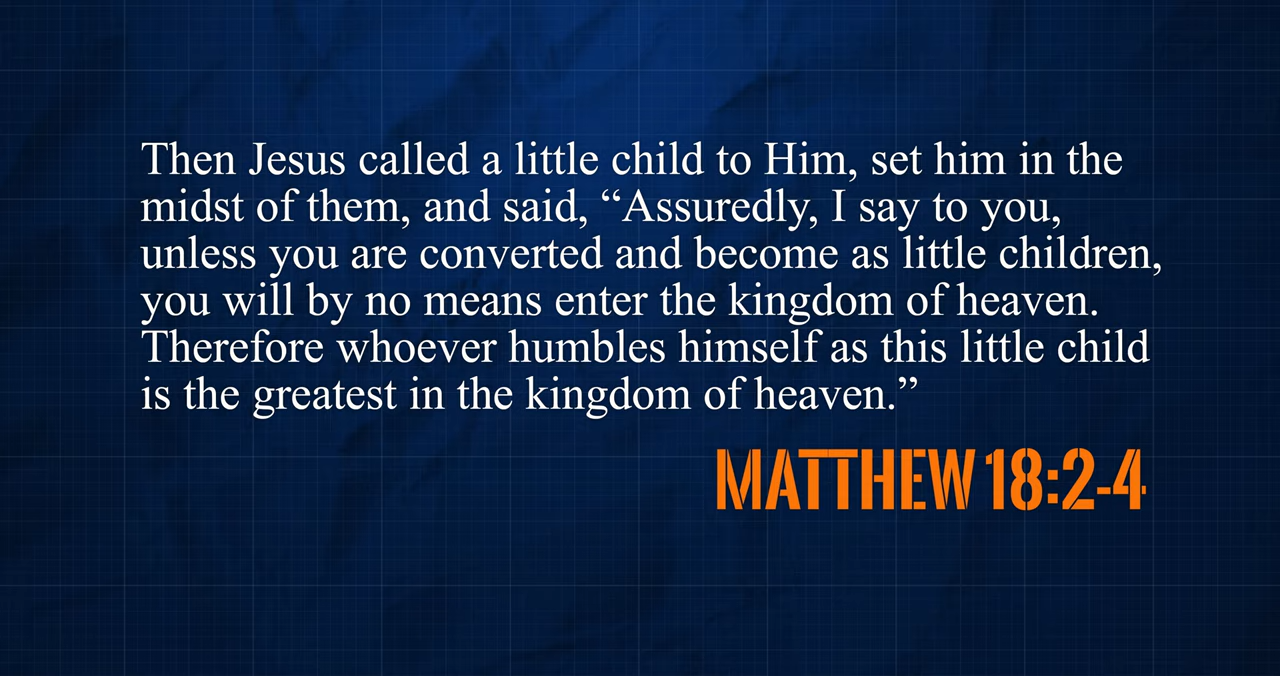 Then Jesus called a little child to Him, set him in the
midst of them, and said, “Assuredly, I say to you,
unless you are converted and become as little children,
you will by no means enter the kingdom of heaven.
Therefore whoever humbles himself as this little child
is the greatest in the kingdom of heaven.”
MATTHEW 18:2-4